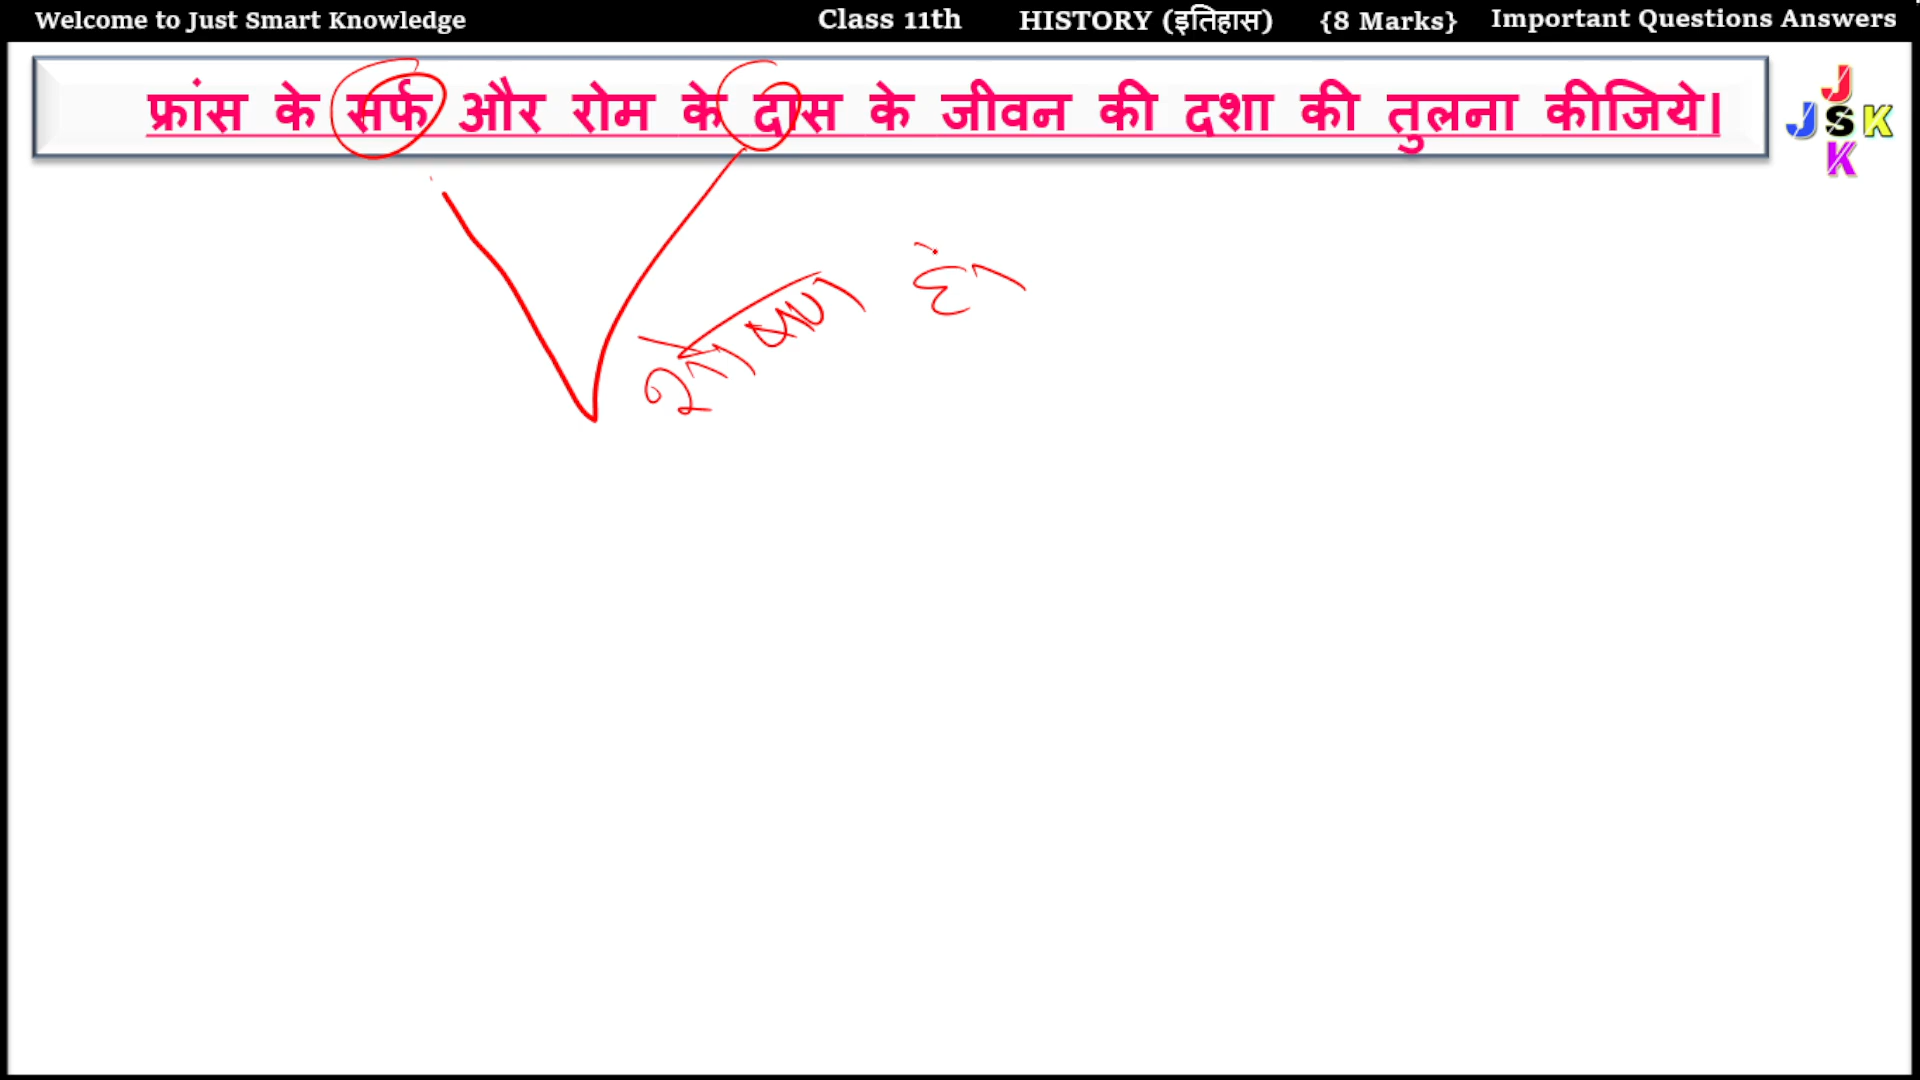 Welcome to Just Smart Knowledge Class 11th HISTORY (इतिहास) {8 Marks} Important Questions Answers
फ्रांस के सर्फ और रोम के दास के जीवन की दशा की तुलना कीजिये।
J
J S K
K